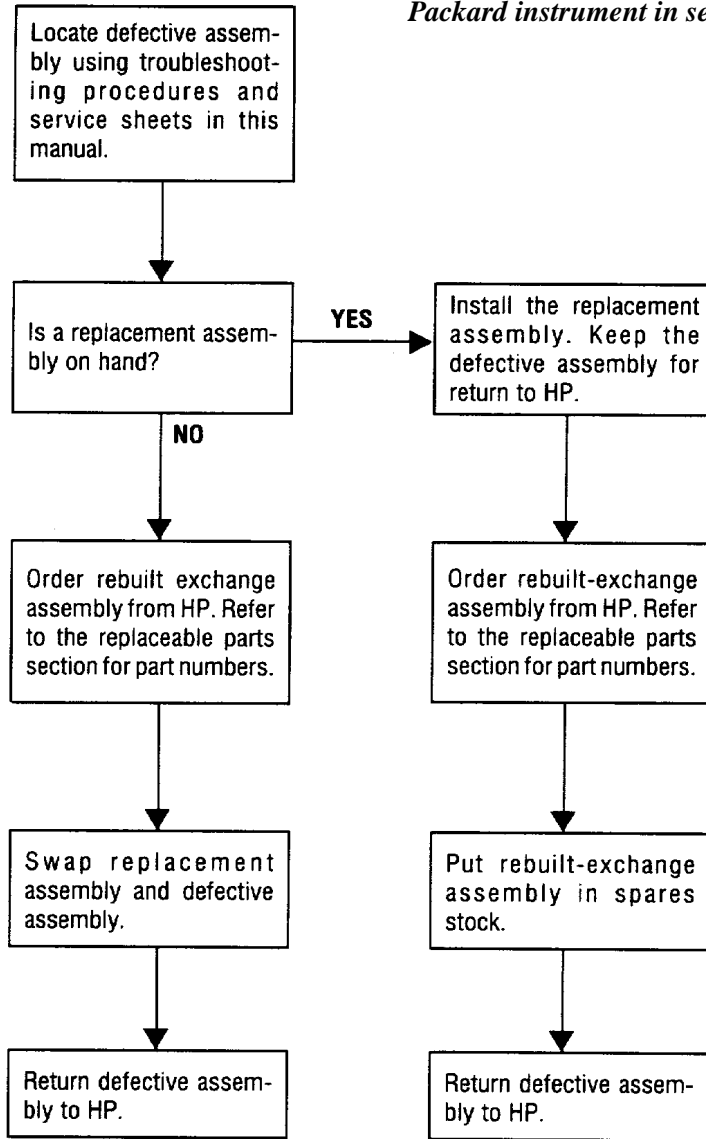 Packard instrument in se
Locate defective assem-
bly using troubleshoot-
ing procedures and
service sheets in this
manual.
Is a replacement assem-
bly on hand?
YES
Install the replacement
assembly. Keep the
defective assembly for
return to HP.
NO
Order rebuilt exchange
assembly from HP. Refer
to the replaceable parts
section for part numbers.
Order rebuilt-exchange
assembly from HP. Refer
to the replaceable parts
section for part numbers.
Swap replacement
assembly and defective
assembly.
Put rebuilt-exchange
assembly in spares
stock.
Return defective assem-
bly to HP.
Return defective assem-
bly to HP.